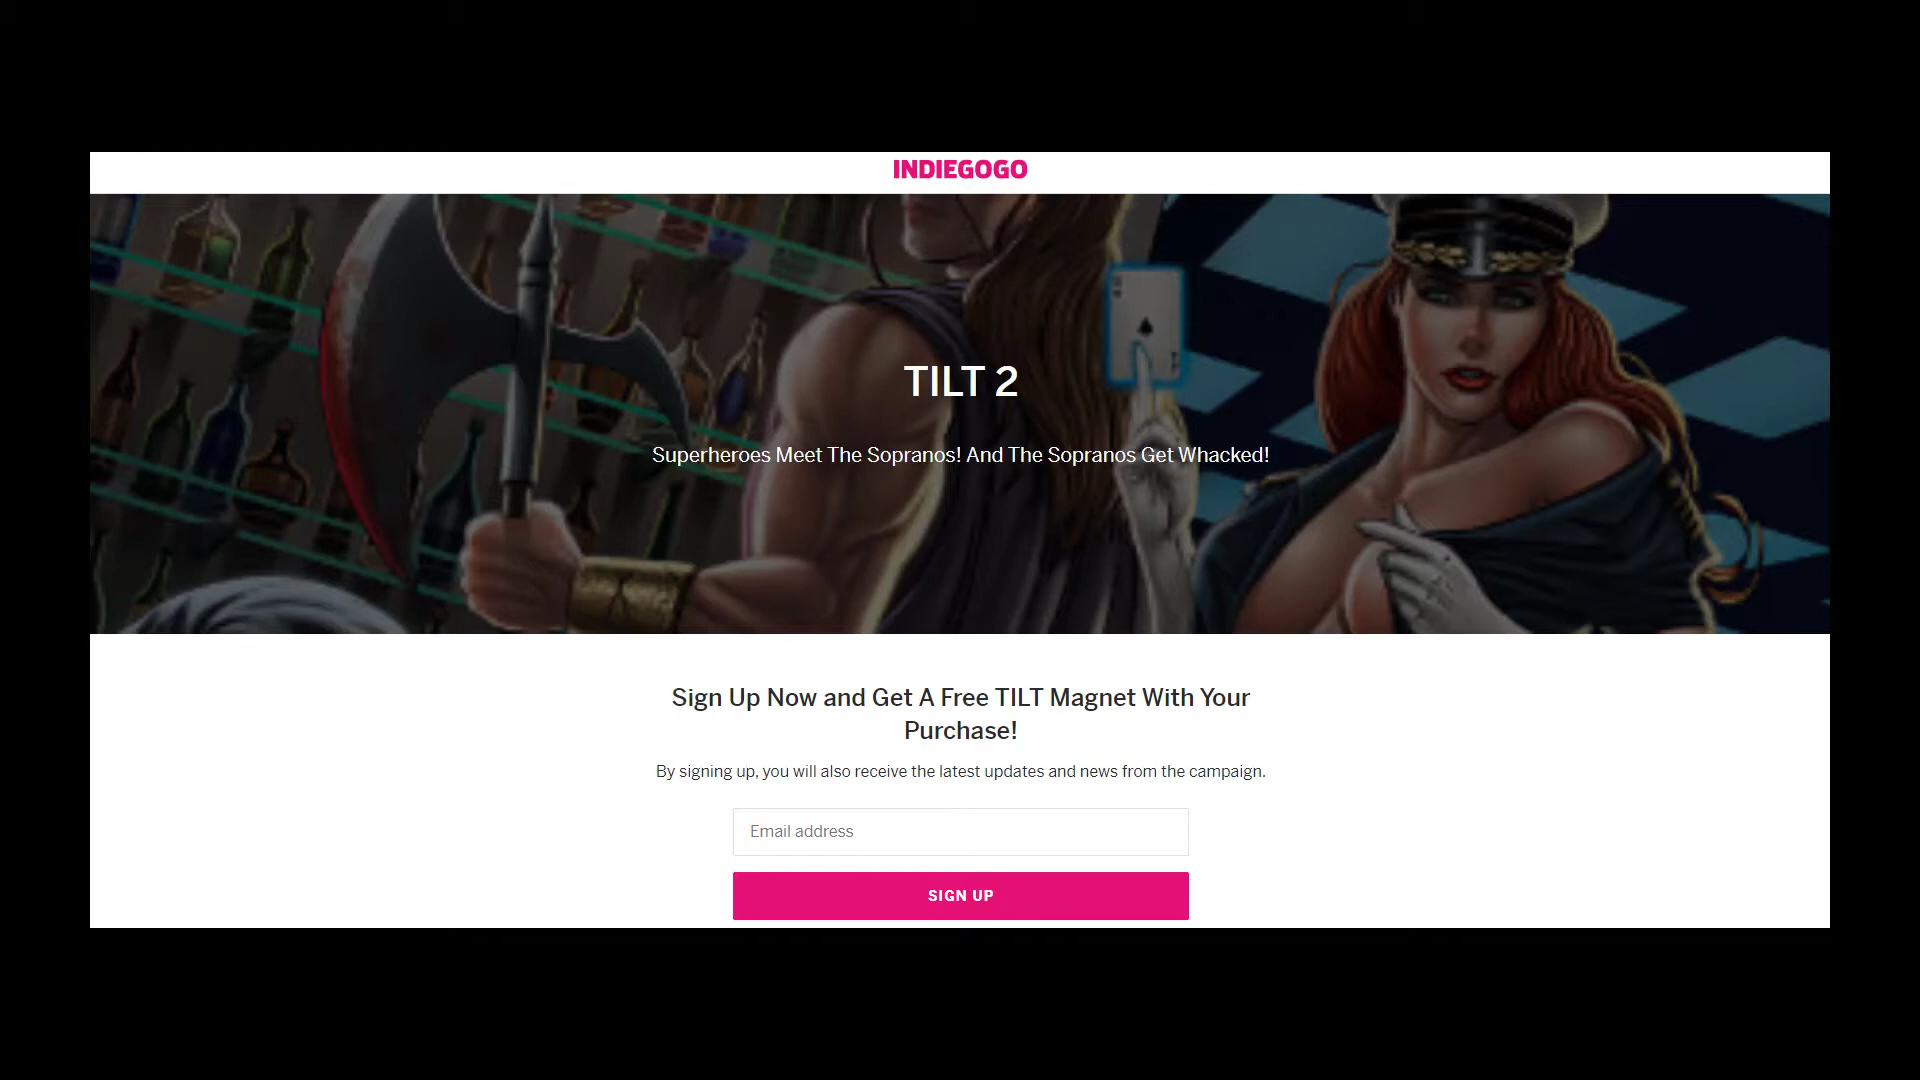 INDIEGOGO
TILT 2
Superheroes Meet The Sopranos! And The Sopranos Get Whacked!
Sign Up Now and Get A Free TILT Magnet With Your
Purchase!
By signing up, you will also receive the latest updates and news from the campaign.
Email address
SIGN UP